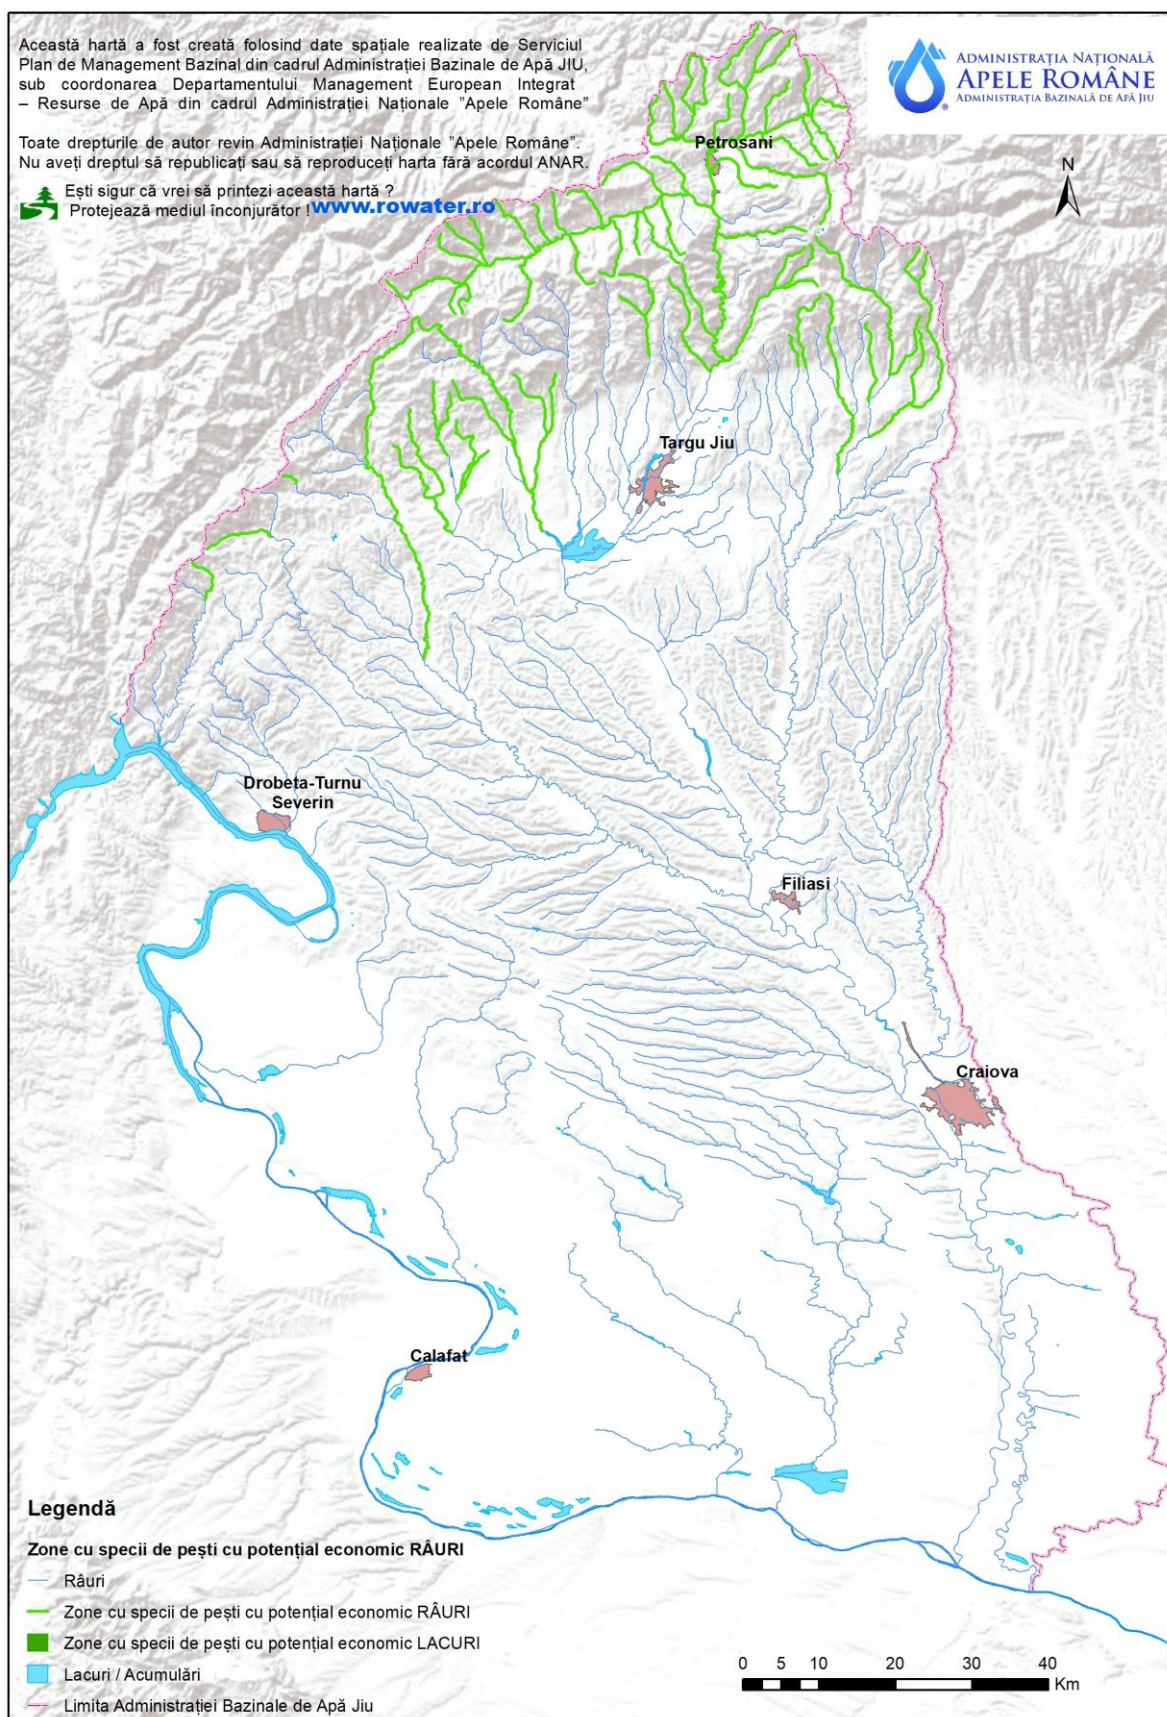 Această hartă a fost creată folosind date spațiale realizate de Serviciul
Plan de Management Bazinal din cadrul Administrației Bazinale de Apă JIU,
sub coordonarea Departamentului Management European Integrat
– Resurse de Apă din cadrul Administrației Naționale "Apele Române"
Toate drepturile de autor revin Administrației Naționale "Apele Române".
Nu aveți dreptul să republicați sau să reproduceți harta fără acordul ANAR.
Ești sigur că vrei să printezi această hartă ?
Protejează mediul înconjurător ! www.rowater.ro
ADMINISTRAȚIA NAȚIONALĂ
APELE ROMÂNE
ADMINISTRAȚIA BAZINALĂ DE APĂ JIU
®
N
Petrosani
Targu Jiu
Drobeta-Turnu
Severin
Filiasi
Craiova
Calafat
Legendă
Zone cu specii de pești cu potențial economic RÂURI
Râuri
Zone cu specii de pești cu potențial economic RÂURI
Zone cu specii de pești cu potențial economic LACURI
Lacuri / Acumulări
Limita Administrației Bazinale de Apă Jiu
0 5 10 20 30 40
Km